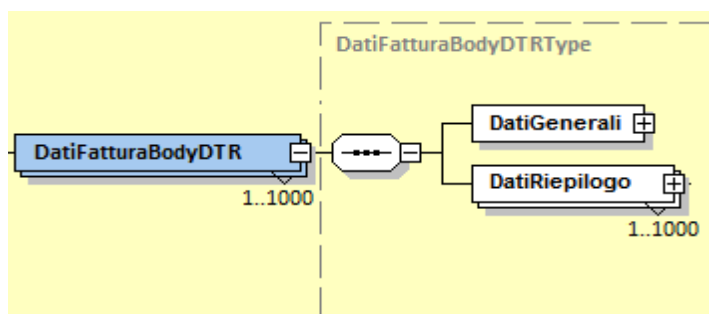 DatiFatturaBodyDTRType
DatiGenerali
DatiFatturaBodyDTR
1..1000
DatiRiepilogo
1..1000